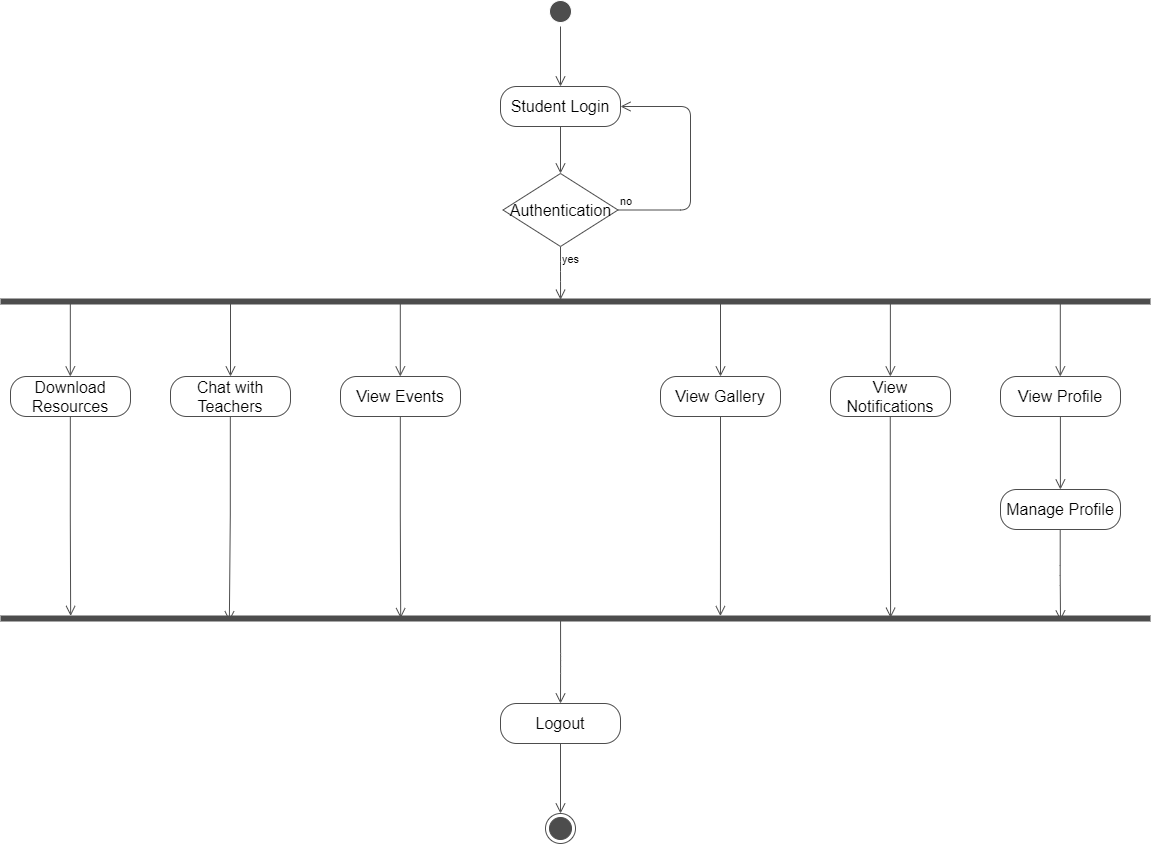 Student Login
Authentication
no
yes
Download
Resources
Chat with
Teachers
View Events
View Gallery
View
Notifications
View Profile
Manage Profile
Logout